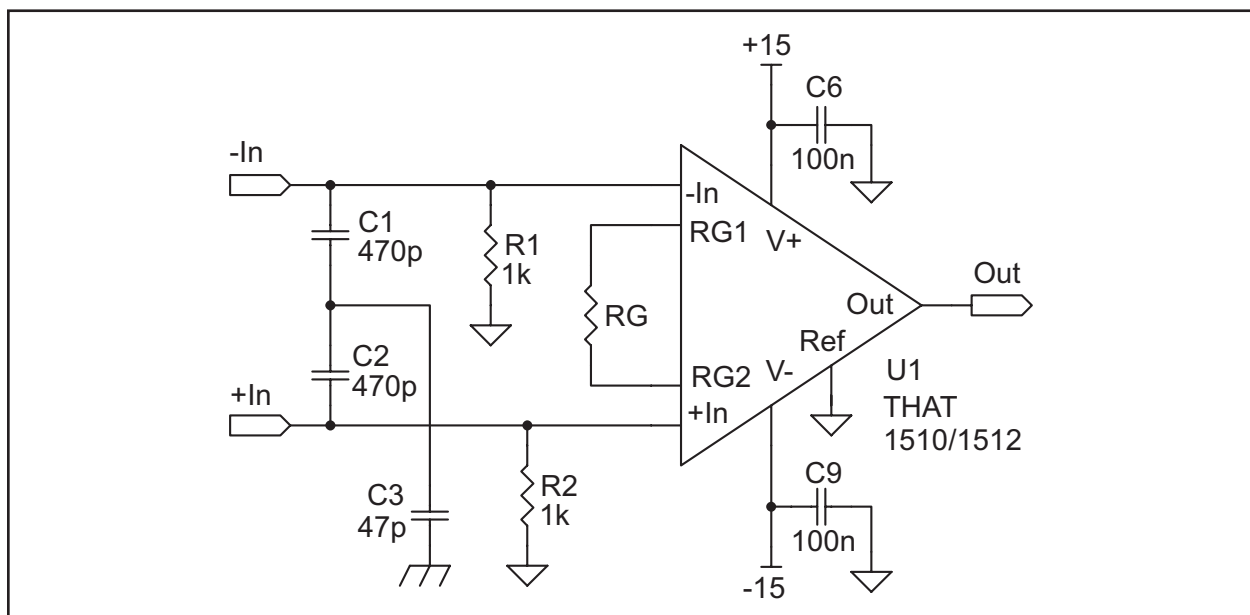 +15
C6
100n
-In
C1
470p
R1
1k
-In
RG1
V+
RG
Out
Out
Ref
C2
470p
RG2
V-
+In
+In
U1
THAT
1510/1512
C3
47p
R2
1k
C9
100n
-15